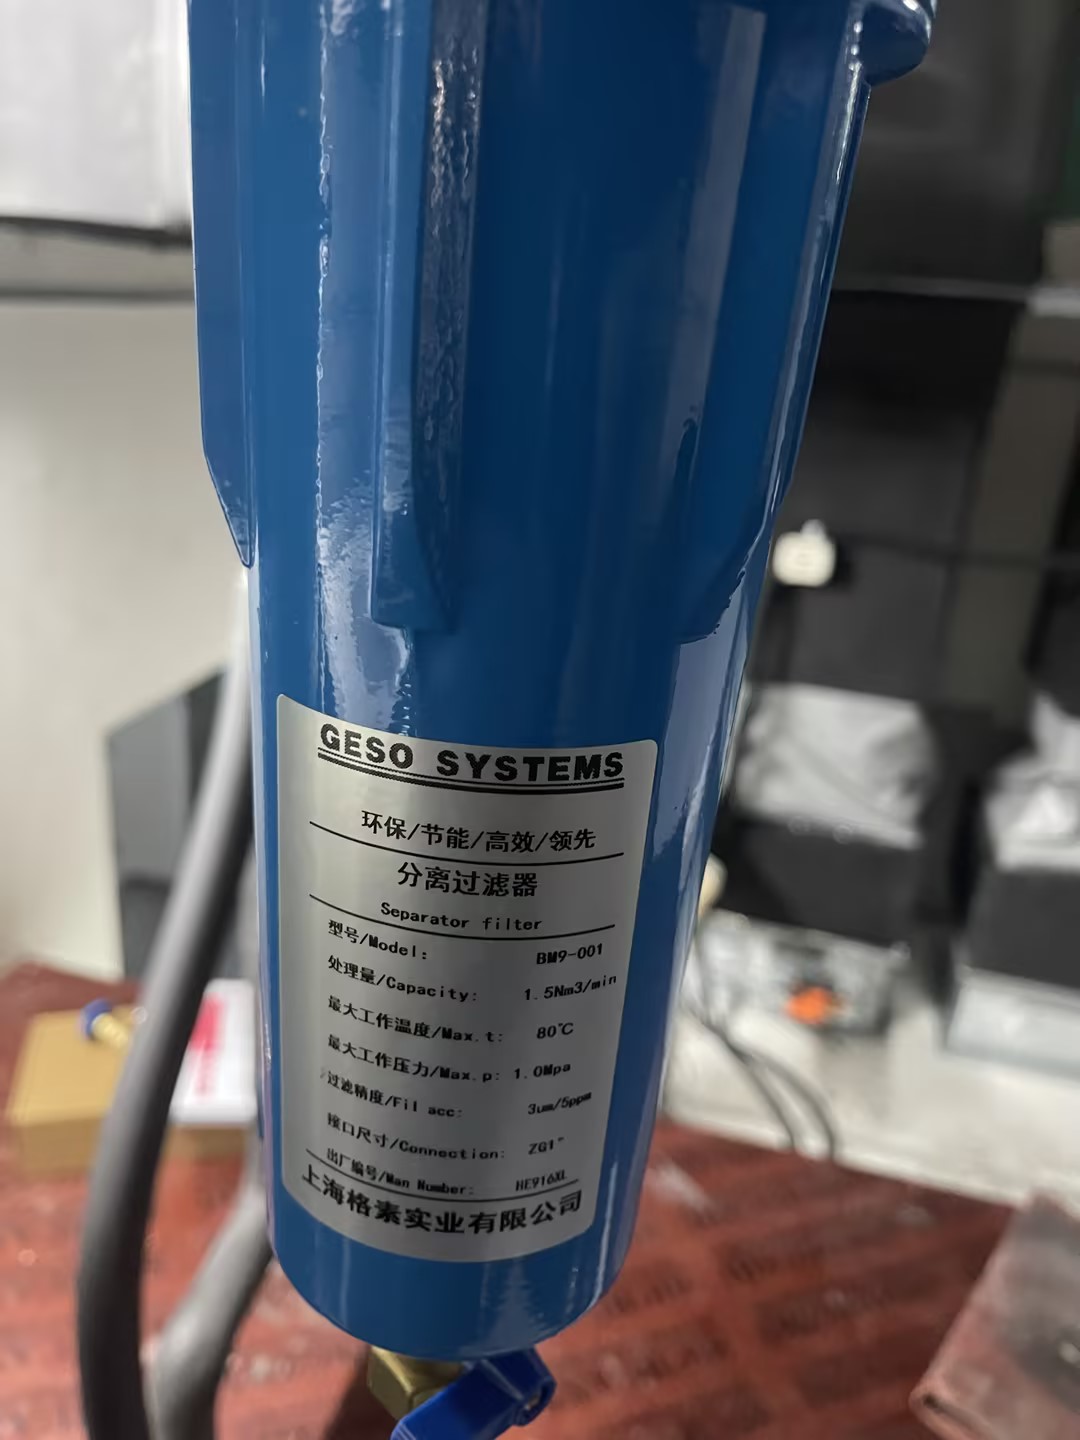 GESO SYSTEMS
环保/节能/高效/领先
分离过滤器
Separator filter
型号/Model: BM9-001
处理量/Capacity: 1.5Nm3/min
最大工作温度/Max.t: 80℃
最大工作压力/Max.p: 1.0Mpa
过滤精度/Fil acc: 3um/5ppm
接口尺寸/Connection: ZG1"
出厂编号/Man Number: HE916XL
上海格素实业有限公司